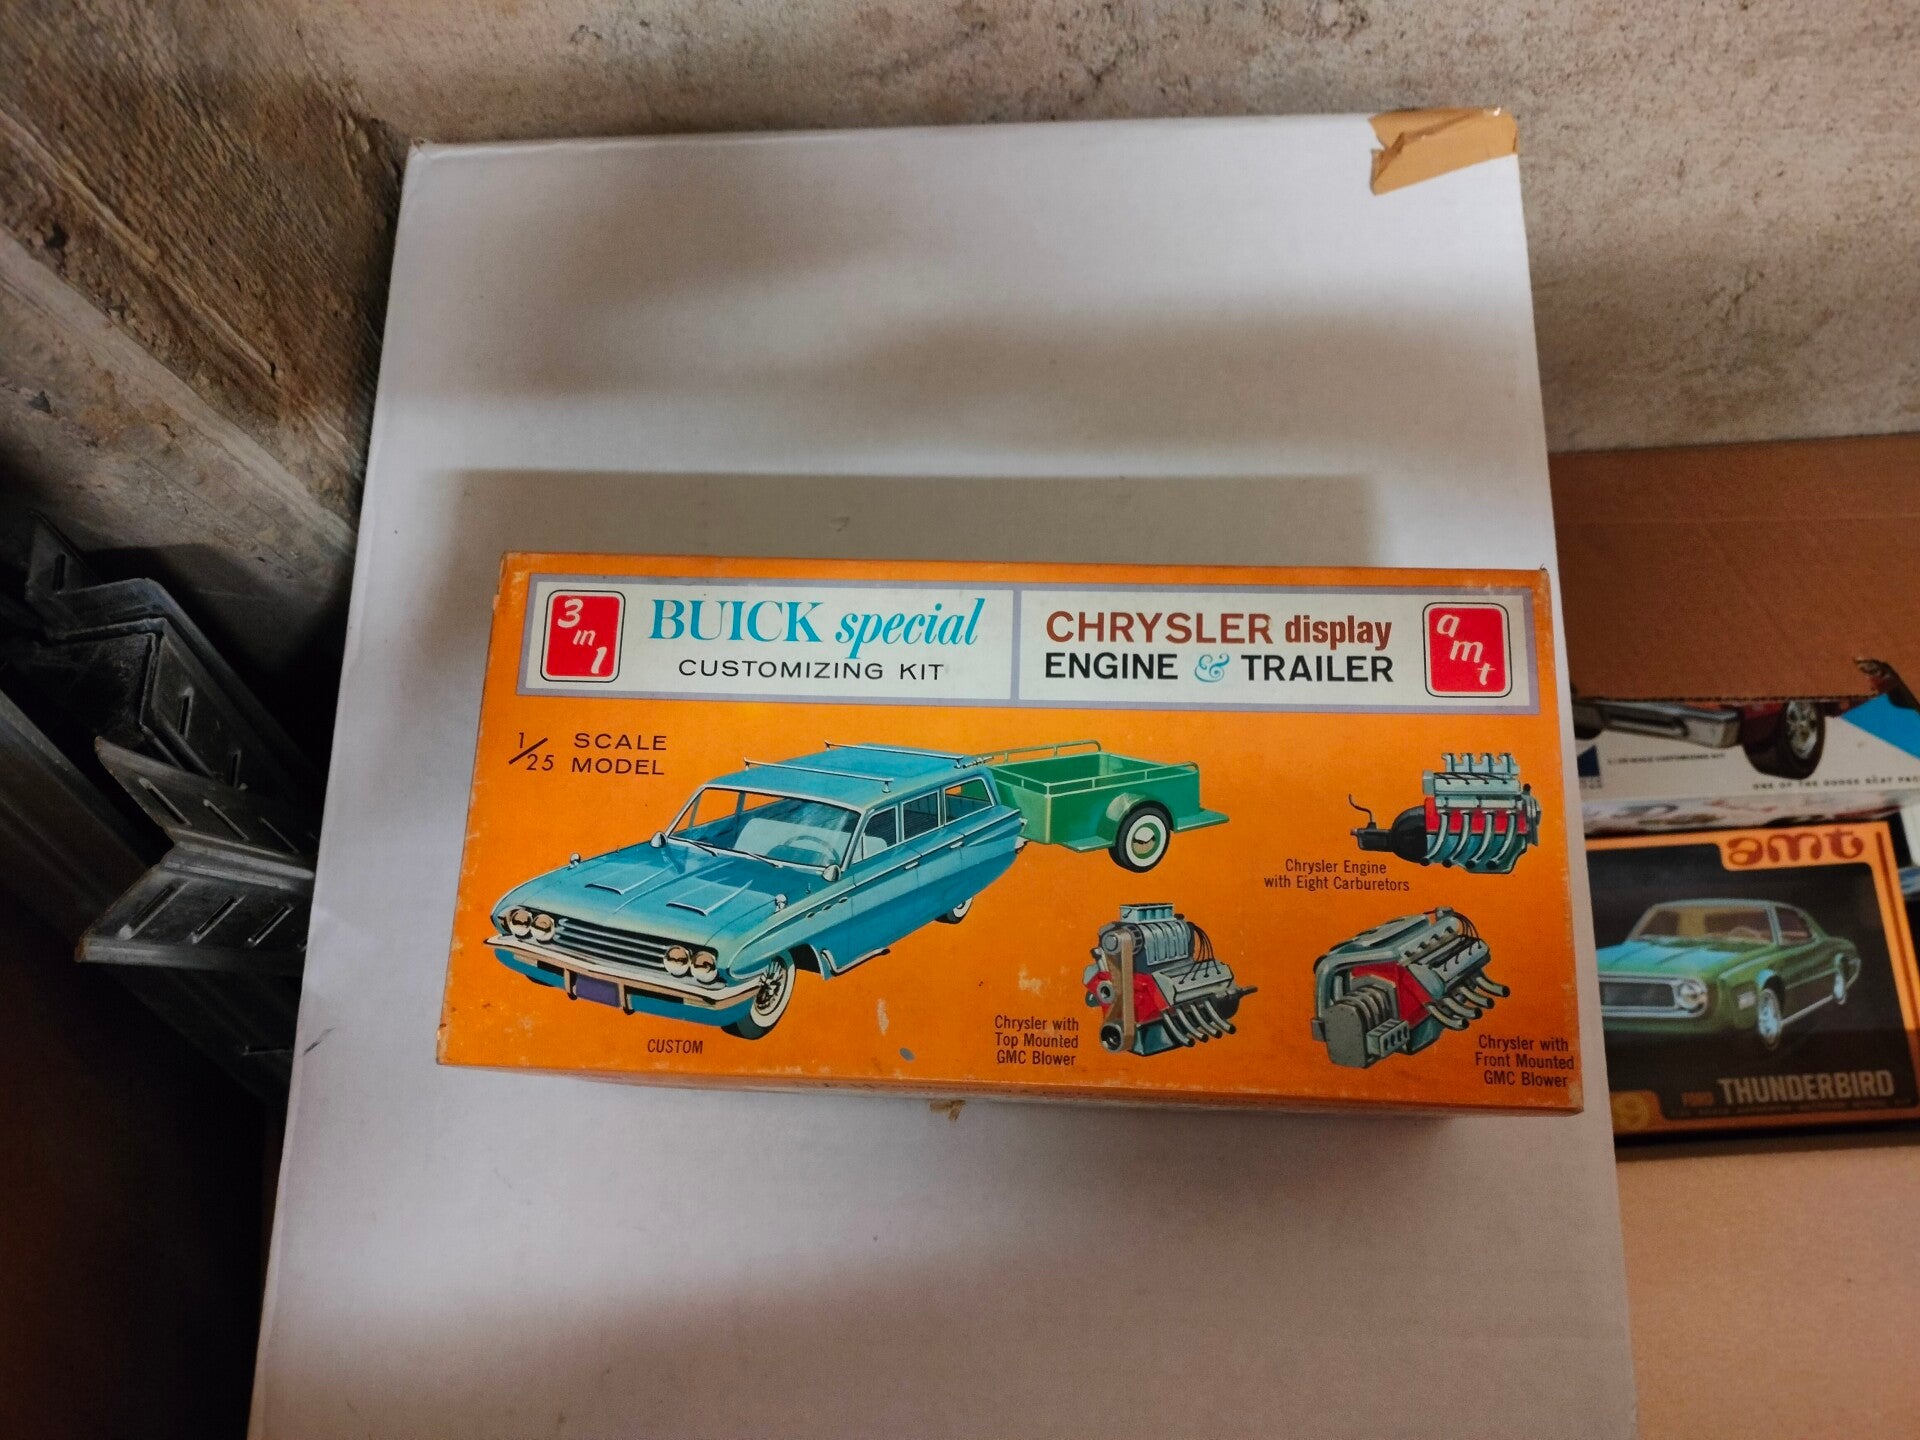 3 in 1
BUICK special
CUSTOMIZING KIT
CHRYSLER display
ENGINE & TRAILER
amt
1/25 SCALE
MODEL
CUSTOM
Chrysler Engine
with Eight Carburetors
Chrysler with
Top Mounted
GMC Blower
Chrysler with
Front Mounted
GMC Blower
amt
FORD THUNDERBIRD